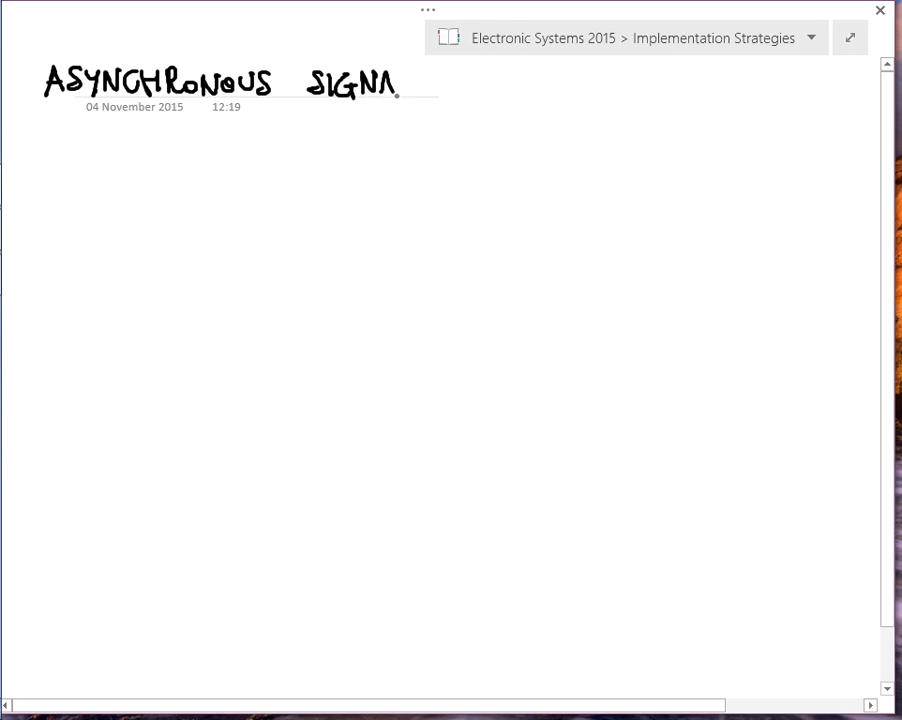 Electronic Systems 2015 > Implementation Strategies
ASYNCHRONOUS SIGNA
04 November 2015 12:19